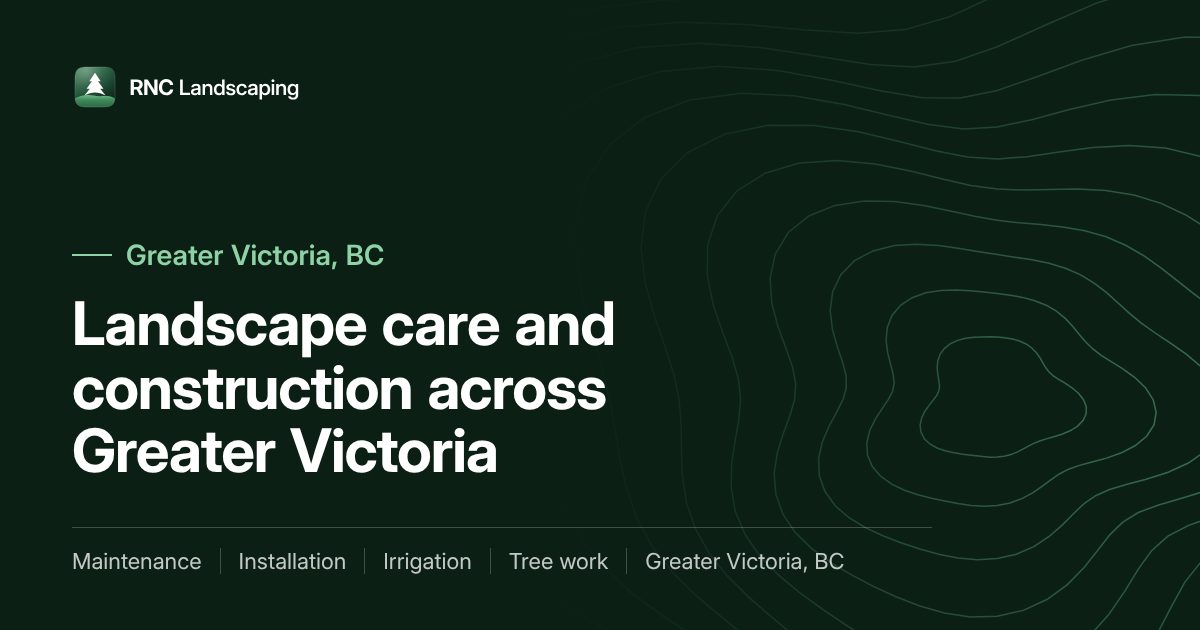 RNC Landscaping
Greater Victoria, BC
Landscape care and
construction across
Greater Victoria
Maintenance Installation Irrigation Tree work Greater Victoria, BC